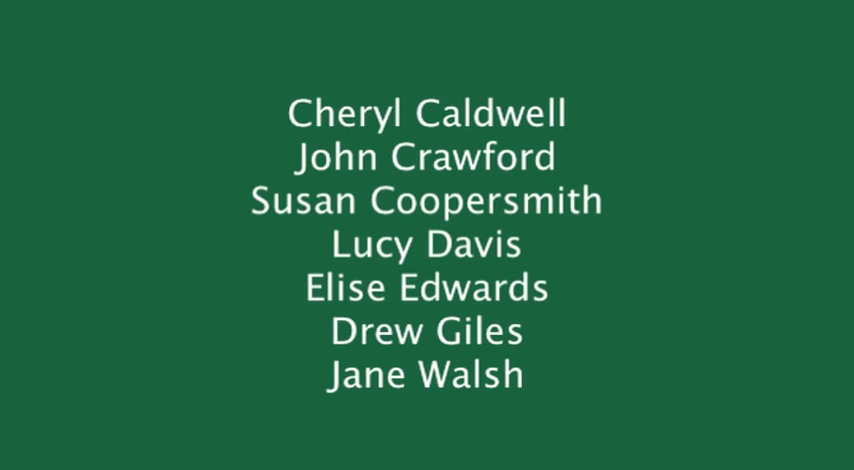 Cheryl Caldwell
John Crawford
Susan Coopersmith
Lucy Davis
Elise Edwards
Drew Giles
Jane Walsh